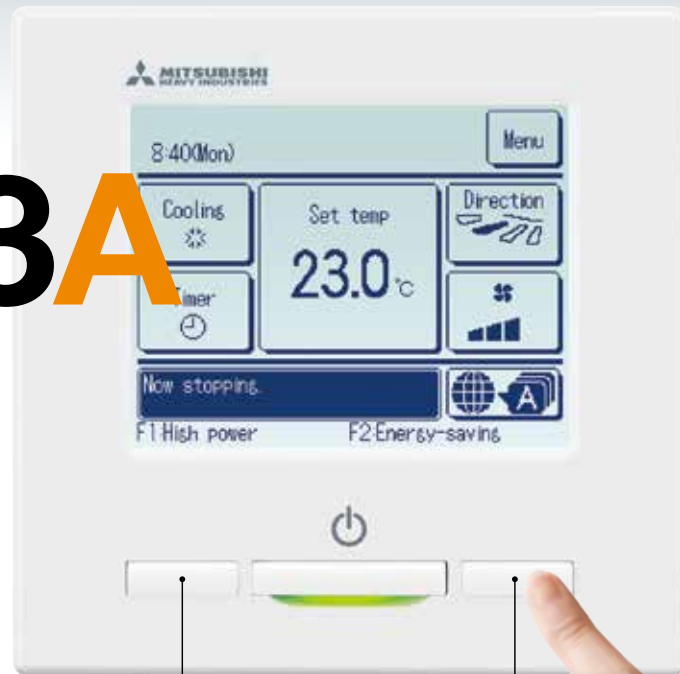 MITSUBISHI
HEAVY INDUSTRIES
8:40(Mon)
Menu
3A
Cooling
Set temp
Direction
23.0 °C
Timer
Now stopping.
A
F1:High power
F2:Energy-saving